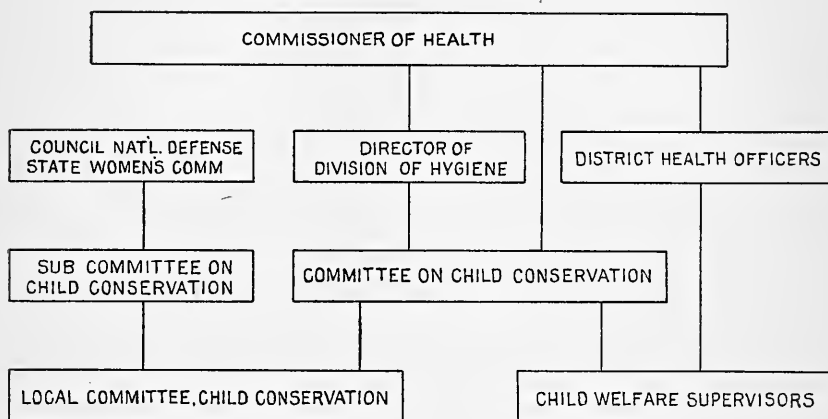 COMMISSIONER OF HEALTH
COUNCIL NAT'L. DEFENSE
STATE WOMEN'S COMM
DIRECTOR OF
DIVISION OF HYGIENE
DISTRICT HEALTH OFFICERS
SUB COMMITTEE ON
CHILD CONSERVATION
COMMITTEE ON CHILD CONSERVATION
LOCAL COMMITTEE, CHILD CONSERVATION
CHILD WELFARE SUPERVISORS